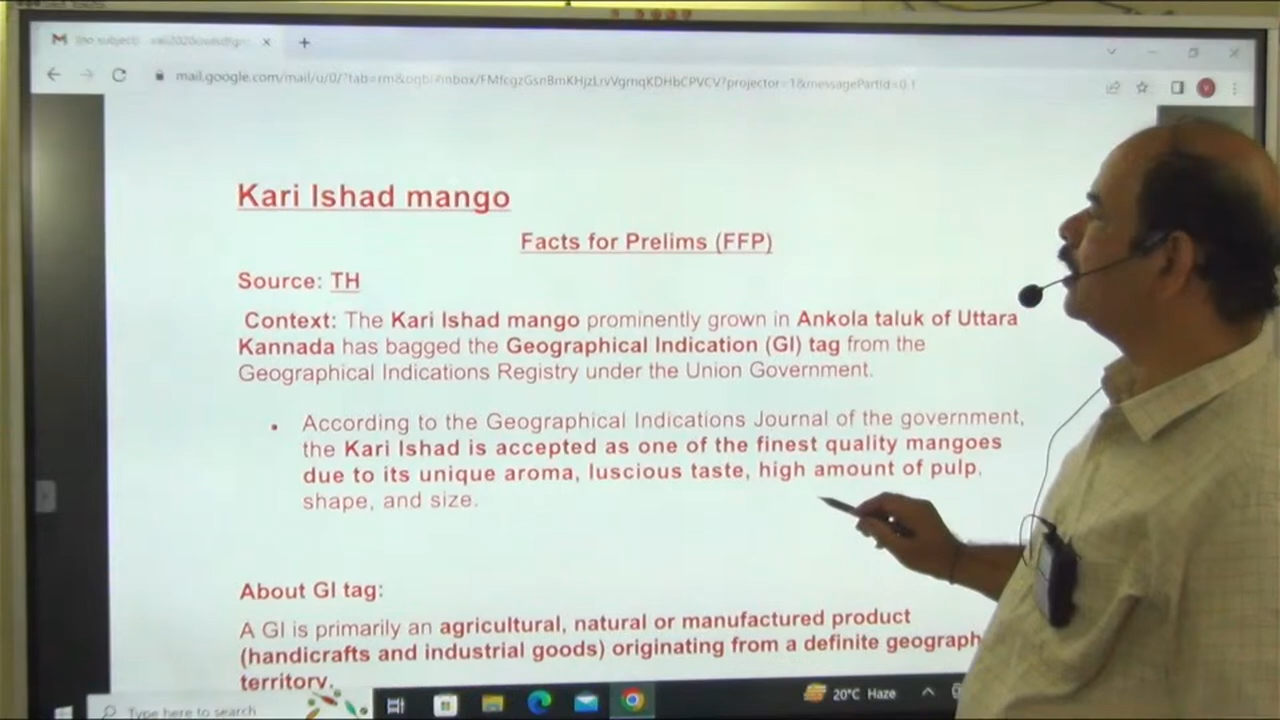 mail.google.com/mail/u/0/
Kari Ishad mango
Facts for Prelims (FFP)
Source: TH
Context: The Kari Ishad mango prominently grown in Ankola taluk of Uttara
Kannada has bagged the Geographical Indication (GI) tag from the
Geographical Indications Registry under the Union Government.
According to the Geographical Indications Journal of the government,
the Kari Ishad is accepted as one of the finest quality mangoes
due to its unique aroma, luscious taste, high amount of pulp,
shape, and size.
About GI tag:
A GI is primarily an agricultural, natural or manufactured product
(handicrafts and industrial goods) originating from a definite geograph
territory.
Type here to search
20°C Haze